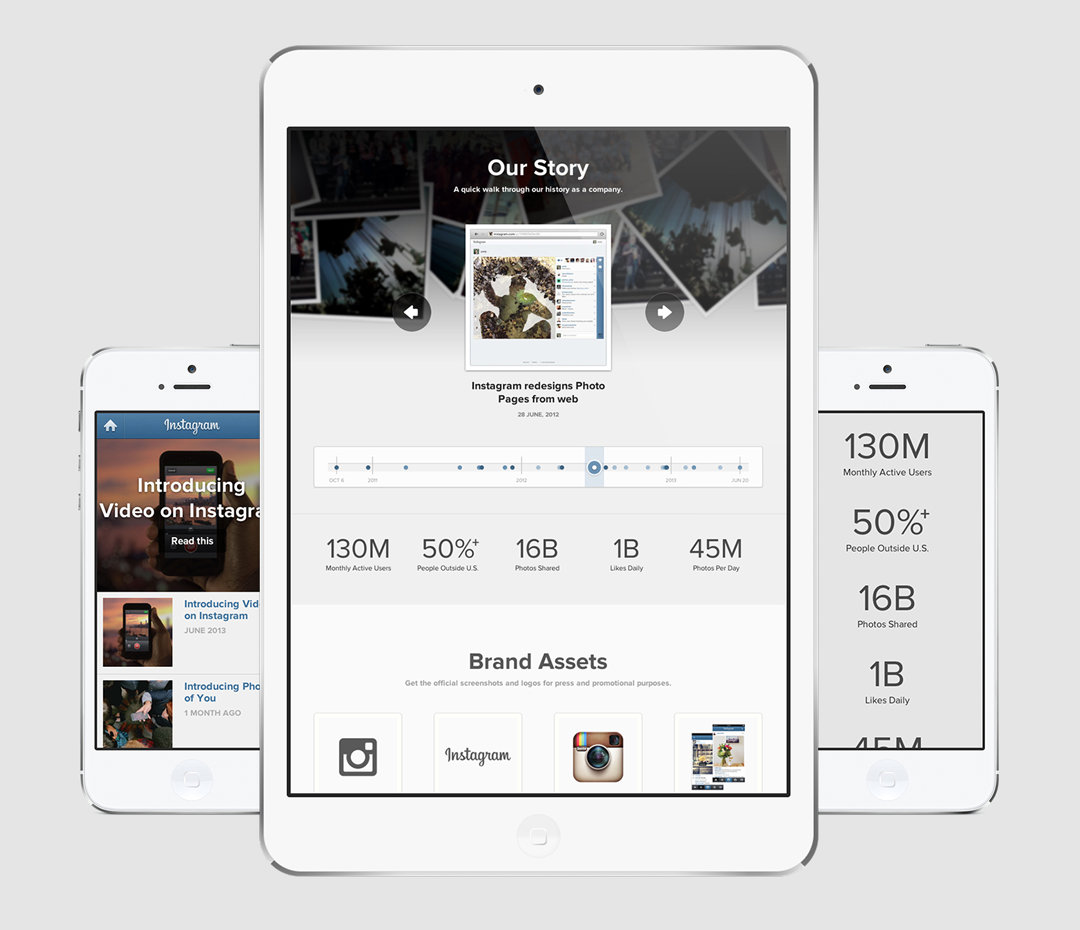 Our Story
A quick walk through our history as a company.
Instagram redesigns Photo
Pages from web
28 JUNE, 2012
OCT 6 2011 2012 2013 JUN 20
130M 50%+ 16B 1B 45M
Monthly Active Users People Outside U.S. Photos Shared Likes Daily Photos Per Day
Brand Assets
Get the official screenshots and logos for press and promotional purposes.
Instagram
Instagram
Introducing
Video on Instagra
Read this
Introducing Vid
on Instagram
JUNE 2013
Introducing Pho
of You
1 MONTH AGO
130M
Monthly Active Users
50%+
People Outside U.S.
16B
Photos Shared
1B
Likes Daily
45M